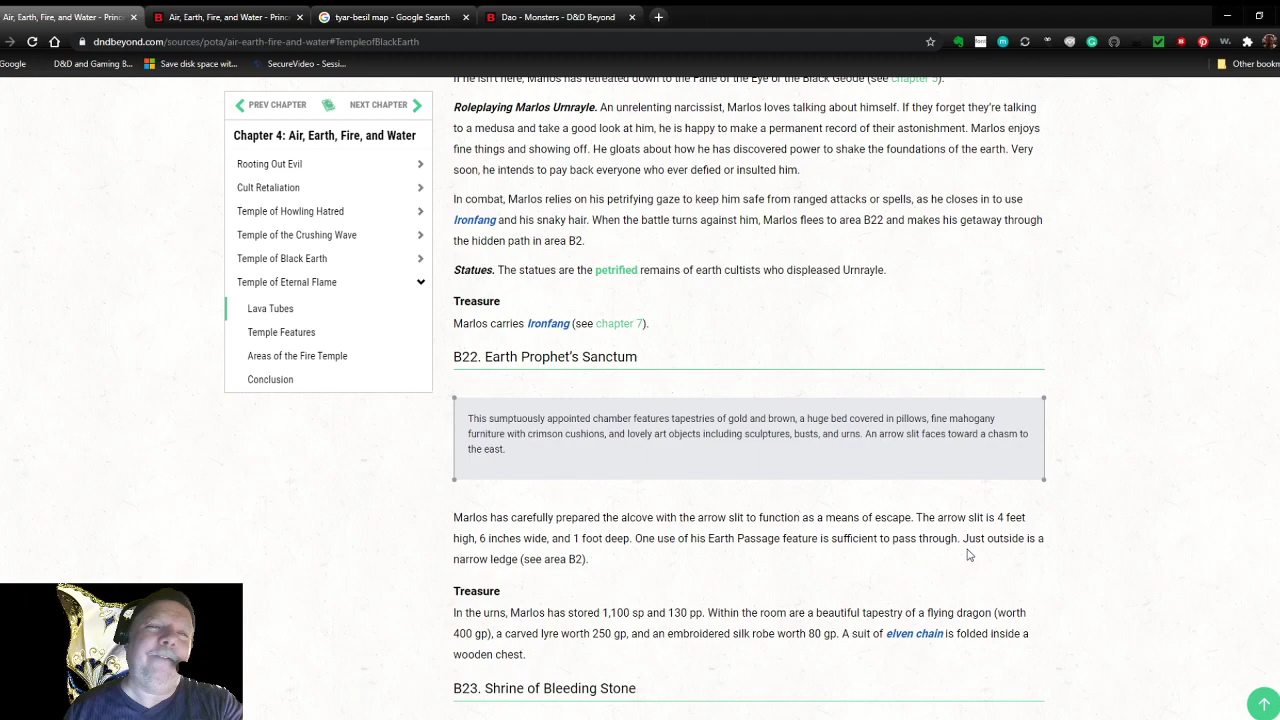 Air, Earth, Fire, and Water - Princ
Air, Earth, Fire, and Water - Prin
tyar-besil map - Google Search
Dao - Monsters - D&D Beyond
dndbeyond.com/sources/pota/air-earth-fire-and-water#TempleofBlackEarth
Google
D&D and Gaming B...
Save disk space wit...
SecureVideo - Sessi...
Other bookm
If he isn't here, Marlos has retreated down to the Fane of the Eye of the Black Geode (see chapter 5).
PREV CHAPTER
NEXT CHAPTER
Chapter 4: Air, Earth, Fire, and Water
Rooting Out Evil
Cult Retaliation
Temple of Howling Hatred
Temple of the Crushing Wave
Temple of Black Earth
Temple of Eternal Flame
Lava Tubes
Temple Features
Areas of the Fire Temple
Conclusion
Roleplaying Marlos Urnrayle. An unrelenting narcissist, Marlos loves talking about himself. If they forget they're talking
to a medusa and take a good look at him, he is happy to make a permanent record of their astonishment. Marlos enjoys
fine things and showing off. He gloats about how he has discovered power to shake the foundations of the earth. Very
soon, he intends to pay back everyone who ever defied or insulted him.
In combat, Marlos relies on his petrifying gaze to keep him safe from ranged attacks or spells, as he closes in to use
Ironfang and his snaky hair. When the battle turns against him, Marlos flees to area B22 and makes his getaway through
the hidden path in area B2.
Statues. The statues are the petrified remains of earth cultists who displeased Urnrayle.
Treasure
Marlos carries Ironfang (see chapter 7).
B22. Earth Prophet's Sanctum
This sumptuously appointed chamber features tapestries of gold and brown, a huge bed covered in pillows, fine mahogany
furniture with crimson cushions, and lovely art objects including sculptures, busts, and urns. An arrow slit faces toward a chasm to
the east.
Marlos has carefully prepared the alcove with the arrow slit to function as a means of escape. The arrow slit is 4 feet
high, 6 inches wide, and 1 foot deep. One use of his Earth Passage feature is sufficient to pass through. Just outside is a
narrow ledge (see area B2).
Treasure
In the urns, Marlos has stored 1,100 sp and 130 pp. Within the room are a beautiful tapestry of a flying dragon (worth
400 gp), a carved lyre worth 250 gp, and an embroidered silk robe worth 80 gp. A suit of elven chain is folded inside a
wooden chest.
B23. Shrine of Bleeding Stone